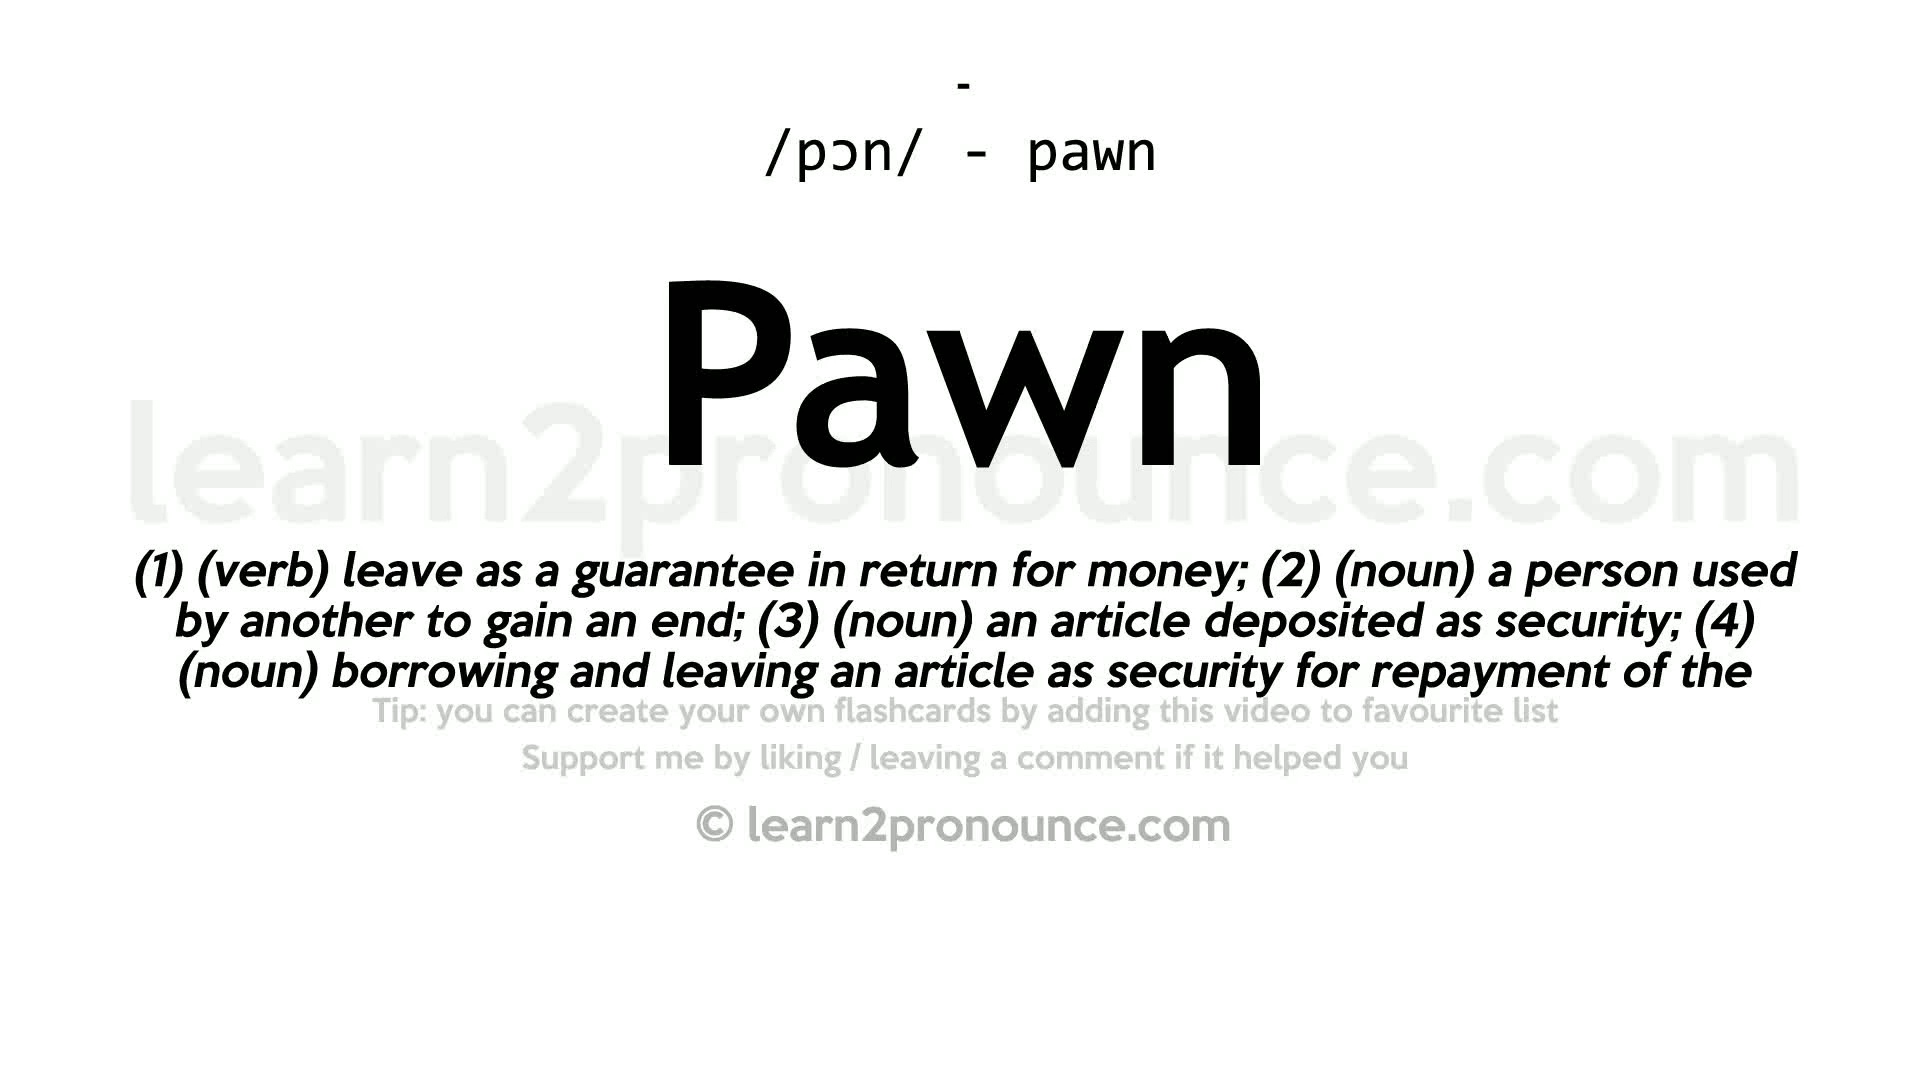 -
/pɔn/ - pawn
Pawn
learn2pronounce.com
(1) (verb) leave as a guarantee in return for money; (2) (noun) a person used
by another to gain an end; (3) (noun) an article deposited as security; (4)
(noun) borrowing and leaving an article as security for repayment of the
Tip: you can create your own flashcards by adding this video to favourite list
Support me by liking / leaving a comment if it helped you
© learn2pronounce.com